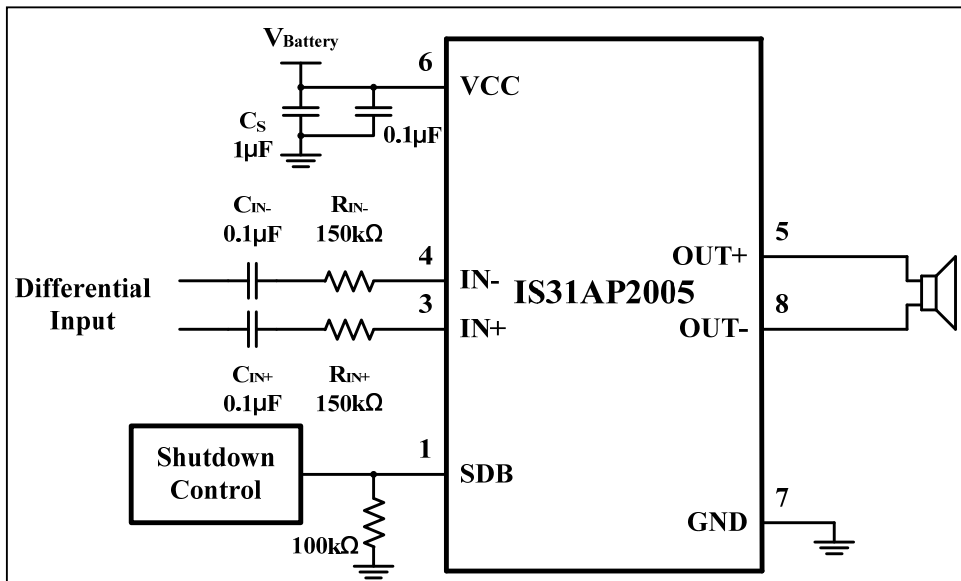 VBattery
6
VCC
CS
1µF
0.1µF
CIN-
0.1µF
RIN-
150kΩ
4
IN-
Differential
Input
3
IN+
CIN+
0.1µF
RIN+
150kΩ
IS31AP2005
OUT+
5
OUT-
8
Shutdown
Control
1
SDB
100kΩ
GND
7